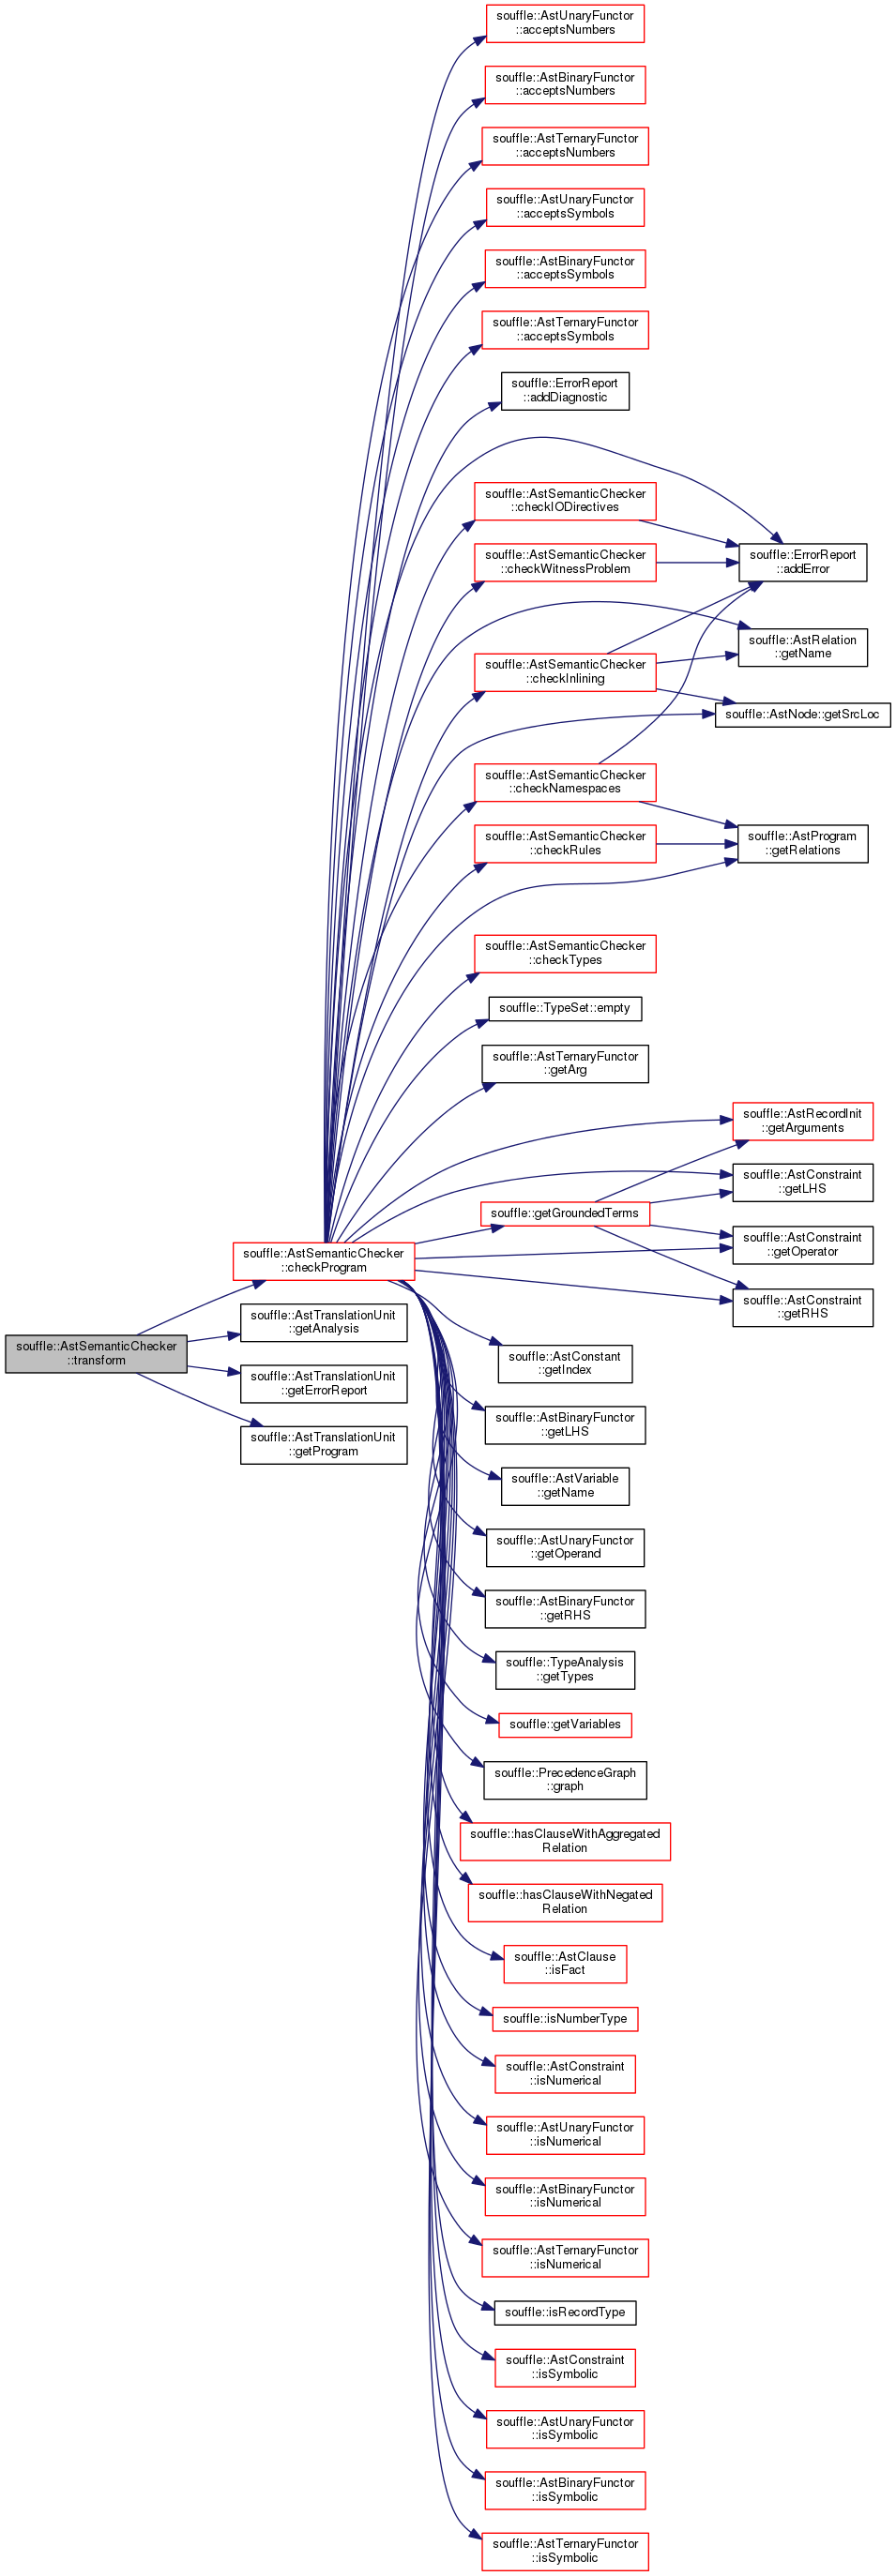 souffle::AstUnaryFunctor
::acceptsNumbers
souffle::AstBinaryFunctor
::acceptsNumbers
souffle::AstTernaryFunctor
::acceptsNumbers
souffle::AstUnaryFunctor
::acceptsSymbols
souffle::AstBinaryFunctor
::acceptsSymbols
souffle::AstTernaryFunctor
::acceptsSymbols
souffle::ErrorReport
::addDiagnostic
souffle::AstSemanticChecker
::checkIODirectives
souffle::AstSemanticChecker
::checkWitnessProblem
souffle::ErrorReport
::addError
souffle::AstRelation
::getName
souffle::AstSemanticChecker
::checkInlining
souffle::AstNode::getSrcLoc
souffle::AstSemanticChecker
::checkNamespaces
souffle::AstSemanticChecker
::checkRules
souffle::AstProgram
::getRelations
souffle::AstSemanticChecker
::checkTypes
souffle::TypeSet::empty
souffle::AstTernaryFunctor
::getArg
souffle::AstRecordInit
::getArguments
souffle::AstConstraint
::getLHS
souffle::getGroundedTerms
souffle::AstConstraint
::getOperator
souffle::AstConstraint
::getRHS
souffle::AstSemanticChecker
::checkProgram
souffle::AstTranslationUnit
::getAnalysis
souffle::AstSemanticChecker
::transform
souffle::AstTranslationUnit
::getErrorReport
souffle::AstTranslationUnit
::getProgram
souffle::AstConstant
::getIndex
souffle::AstBinaryFunctor
::getLHS
souffle::AstVariable
::getName
souffle::AstUnaryFunctor
::getOperand
souffle::AstBinaryFunctor
::getRHS
souffle::TypeAnalysis
::getTypes
souffle::getVariables
souffle::PrecedenceGraph
::graph
souffle::hasClauseWithAggregated
Relation
souffle::hasClauseWithNegated
Relation
souffle::AstClause
::isFact
souffle::isNumberType
souffle::AstConstraint
::isNumerical
souffle::AstUnaryFunctor
::isNumerical
souffle::AstBinaryFunctor
::isNumerical
souffle::AstTernaryFunctor
::isNumerical
souffle::isRecordType
souffle::AstConstraint
::isSymbolic
souffle::AstUnaryFunctor
::isSymbolic
souffle::AstBinaryFunctor
::isSymbolic
souffle::AstTernaryFunctor
::isSymbolic